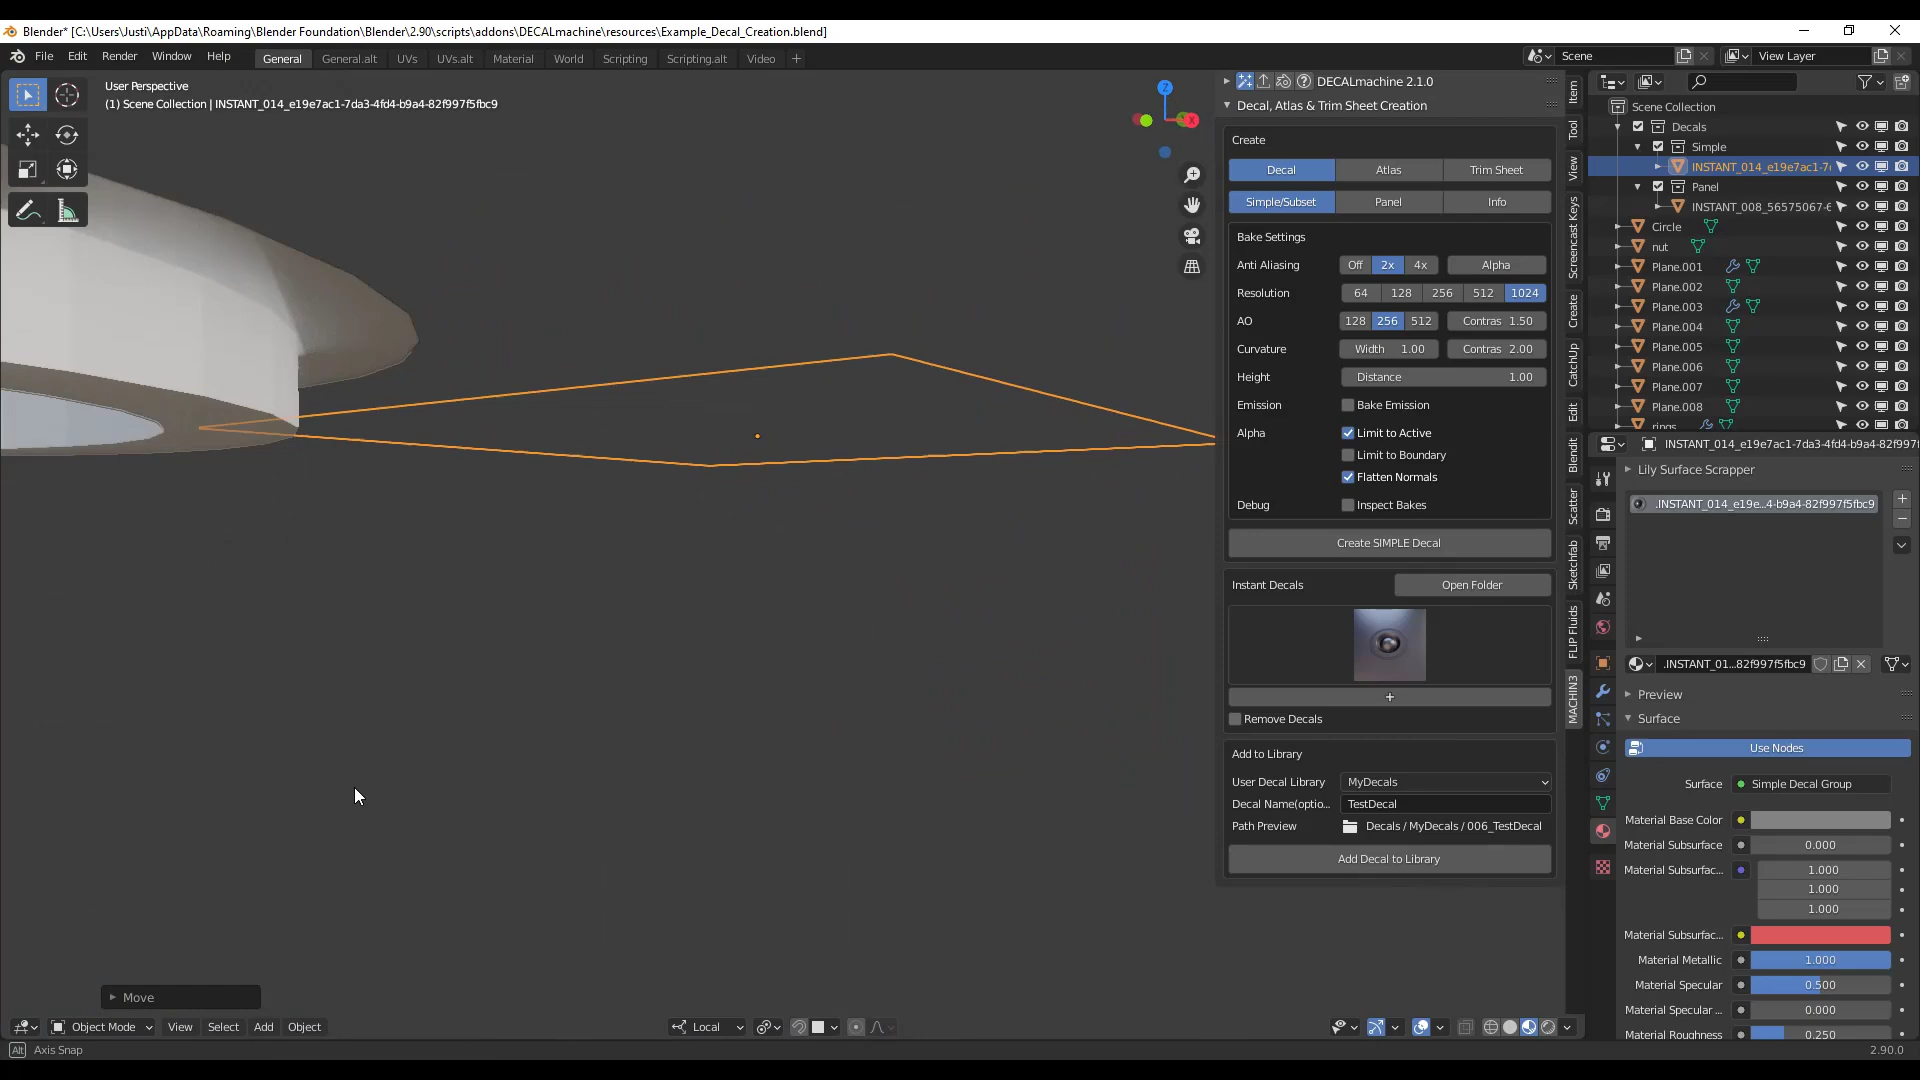 Blender* [C:\Users\Justi\AppData\Roaming\Blender Foundation\Blender\2.90\scripts\addons\DECALmachine\resources\Example_Decal_Creation.blend]
File Edit Render Window Help General General.alt UVs UVs.alt Material World Scripting Scripting.alt Video + Scene View Layer
User Perspective
(1) Scene Collection | INSTANT_014_e19e7ac1-7da3-4fd4-b9a4-82f997f5fbc9
Z
X
DECALmachine 2.1.0
Decal, Atlas & Trim Sheet Creation
Create
Decal Atlas Trim Sheet
Simple/Subset Panel Info
Bake Settings
Anti Aliasing Off 2x 4x Alpha
Resolution 64 128 256 512 1024
AO 128 256 512 Contras 1.50
Curvature Width 1.00 Contras 2.00
Height Distance 1.00
Emission Bake Emission
Alpha Limit to Active
Limit to Boundary
Flatten Normals
Debug Inspect Bakes
Create SIMPLE Decal
Instant Decals Open Folder
+
Remove Decals
Add to Library
User Decal Library MyDecals
Decal Name(optio... TestDecal
Path Preview Decals / MyDecals / 006_TestDecal
Add Decal to Library
Item
Tool
View
Screencast Keys
Create
CatchUp
Edit
Blendit
Scatter
Sketchfab
FLIP Fluids
MACHIN3
Scene Collection
Decals
Simple
INSTANT_014_e19e7ac1-7
Panel
INSTANT_008_56575067-6
Circle
nut
Plane.001
Plane.002
Plane.003
Plane.004
Plane.005
Plane.006
Plane.007
Plane.008
rings
INSTANT_014_e19e7ac1-7da3-4fd4-b9a4-82f997f
Lily Surface Scrapper
.INSTANT_014_e19e...4-b9a4-82f997f5fbc9
.INSTANT_01...82f997f5fbc9
Preview
Surface
Use Nodes
Surface Simple Decal Group
Material Base Color
Material Subsurface 0.000
Material Subsurfac... 1.000
1.000
1.000
Material Subsurfac...
Material Metallic 1.000
Material Specular 0.500
Material Specular ... 0.000
Material Roughness 0.250
Move
Object Mode View Select Add Object Local
Alt Axis Snap 2.90.0